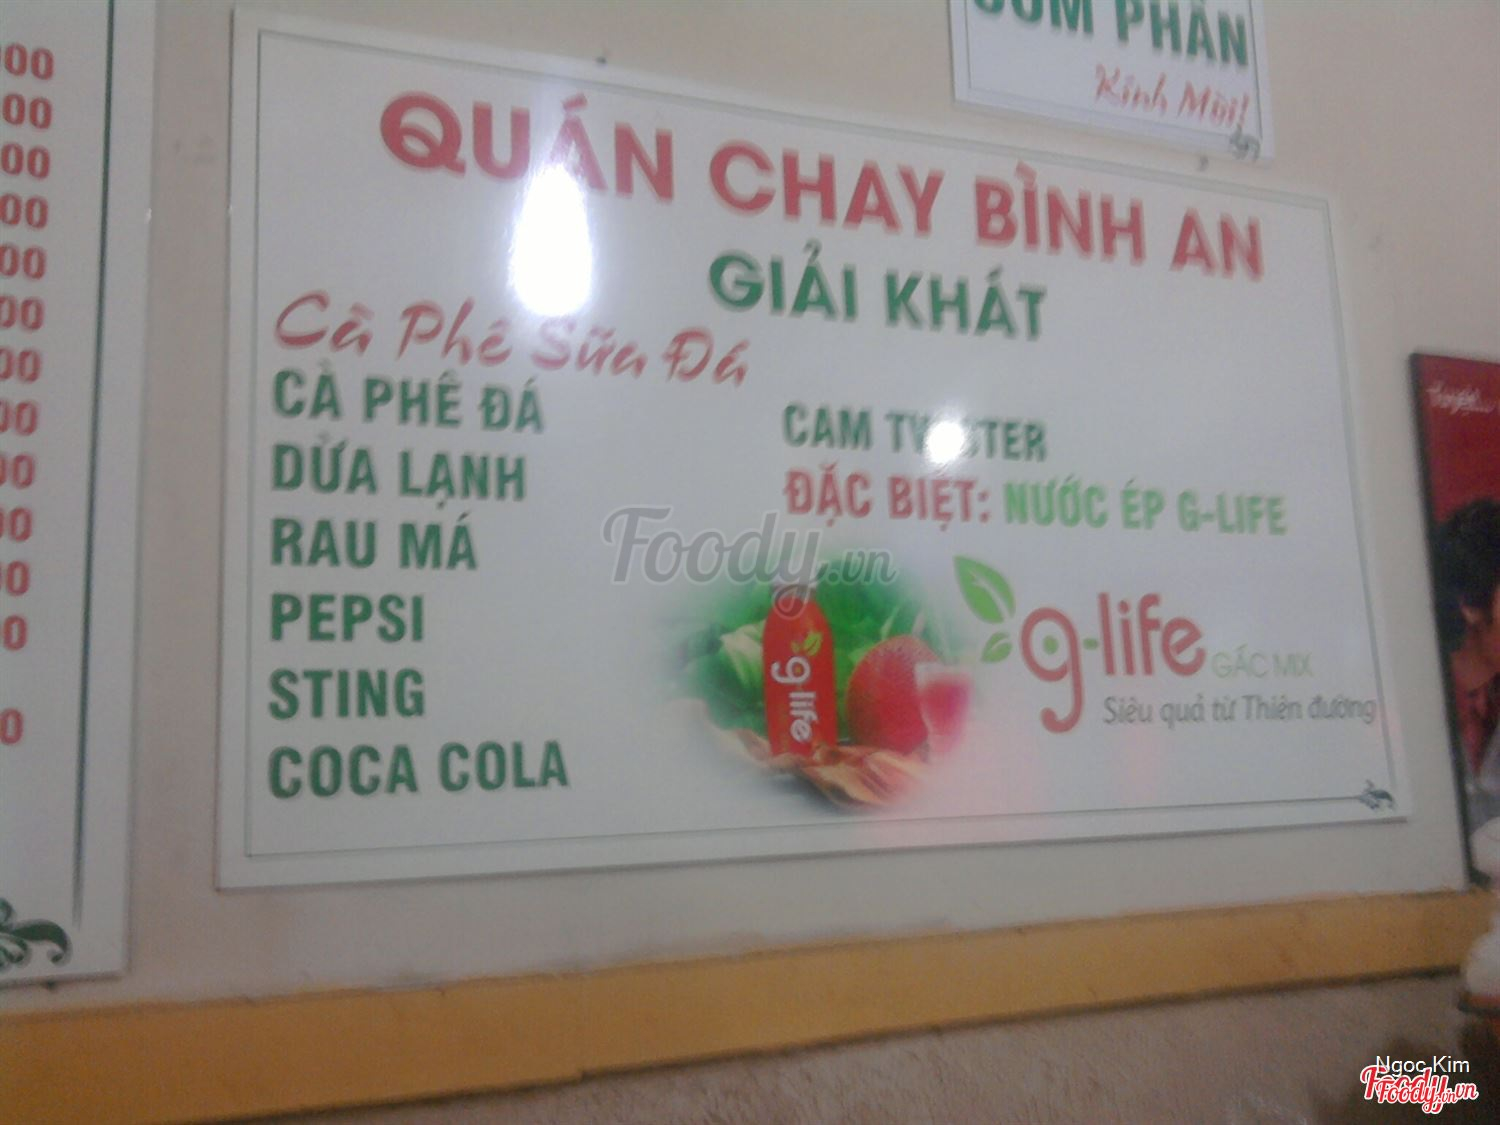 CƠM PHẦN
Kính Mời!
QUÁN CHAY BÌNH AN
GIẢI KHÁT
Cà Phê Sữa Đá
CÀ PHÊ ĐÁ
DỪA LẠNH
RAU MÁ
PEPSI
STING
COCA COLA
CAM TWISTER
ĐẶC BIỆT: NƯỚC ÉP G-LIFE
g-life
g-life GẤC MIX
Siêu quả từ Thiên đường
Foody.vn
Ngọc Kim
Foody.vn